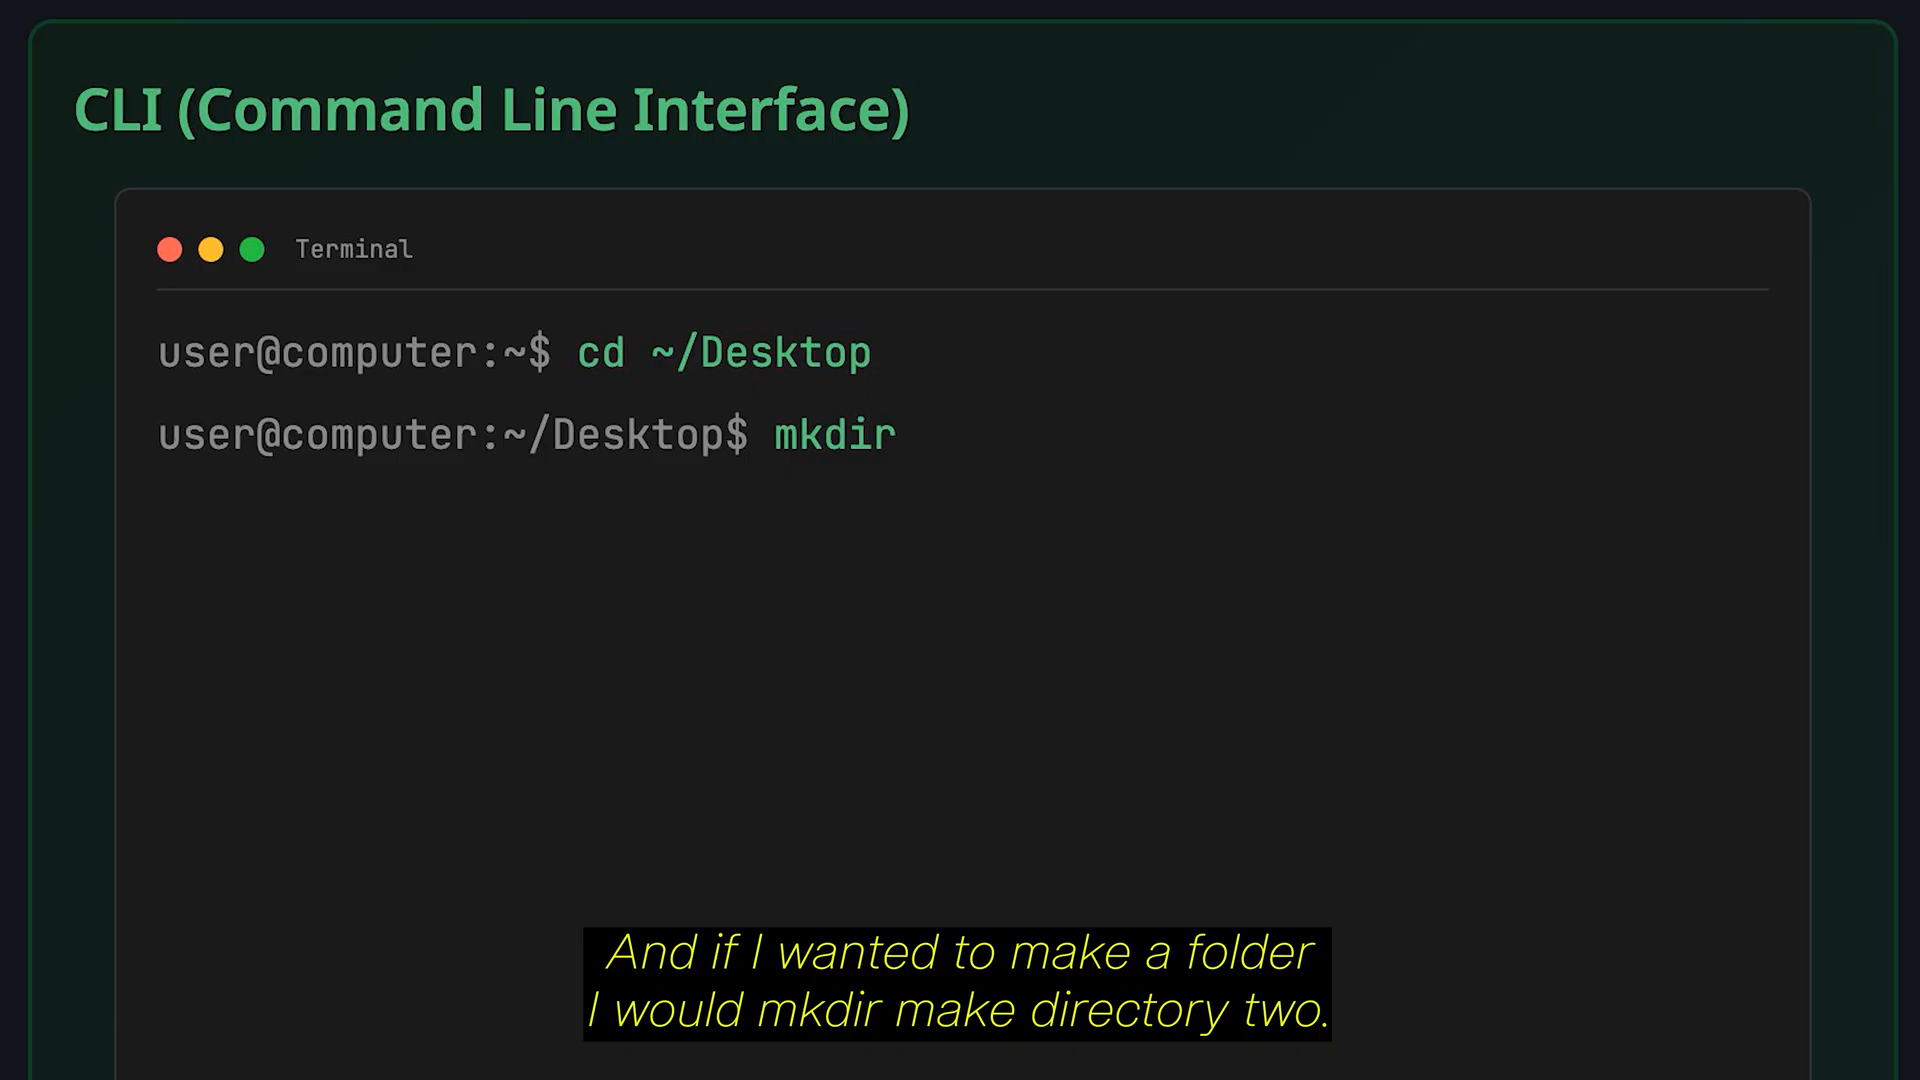 CLI (Command Line Interface)
Terminal
user@computer:~$ cd ~/Desktop
user@computer:~/Desktop$ mkdir
And if I wanted to make a folder
I would mkdir make directory two.